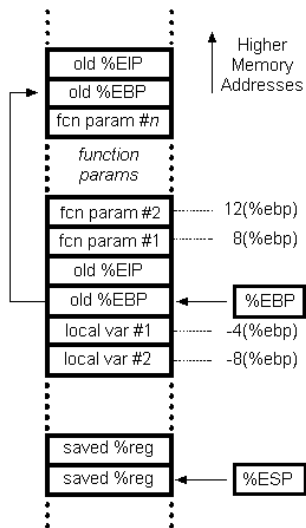 old %EIP
old %EBP
fcn param #n
Higher
Memory
Addresses
function
params
fcn param #2
12(%ebp)
fcn param #1
8(%ebp)
old %EIP
old %EBP
%EBP
local var #1
-4(%ebp)
local var #2
-8(%ebp)
saved %reg
saved %reg
%ESP